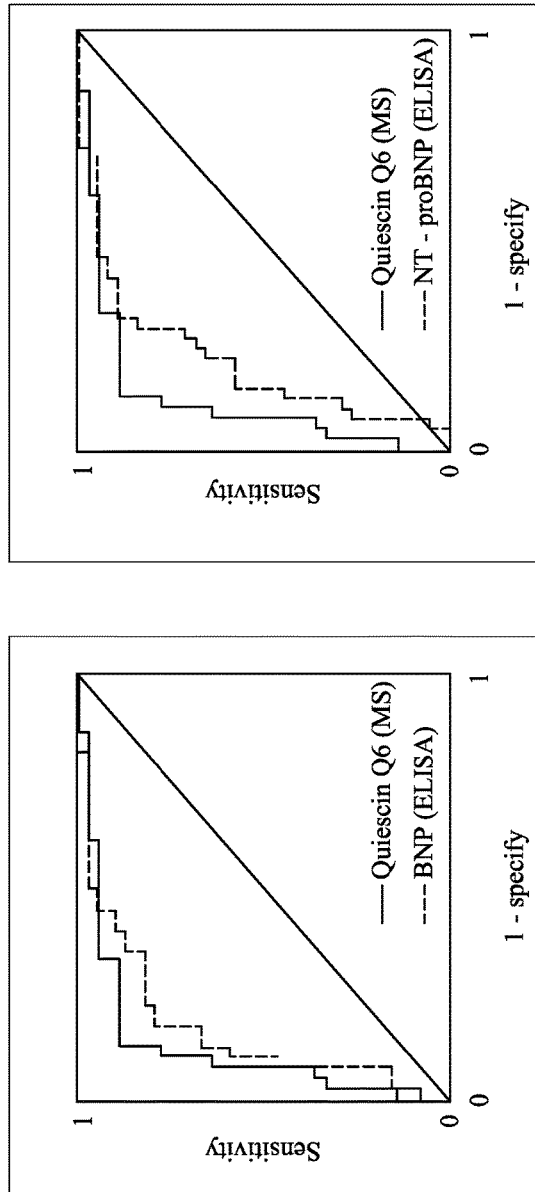 1
Sensitivity
0
Quiescin Q6 (MS)
BNP (ELISA)
0
1
1 - specify
1
Sensitivity
0
Quiescin Q6 (MS)
NT - proBNP (ELISA)
0
1
1 - specify